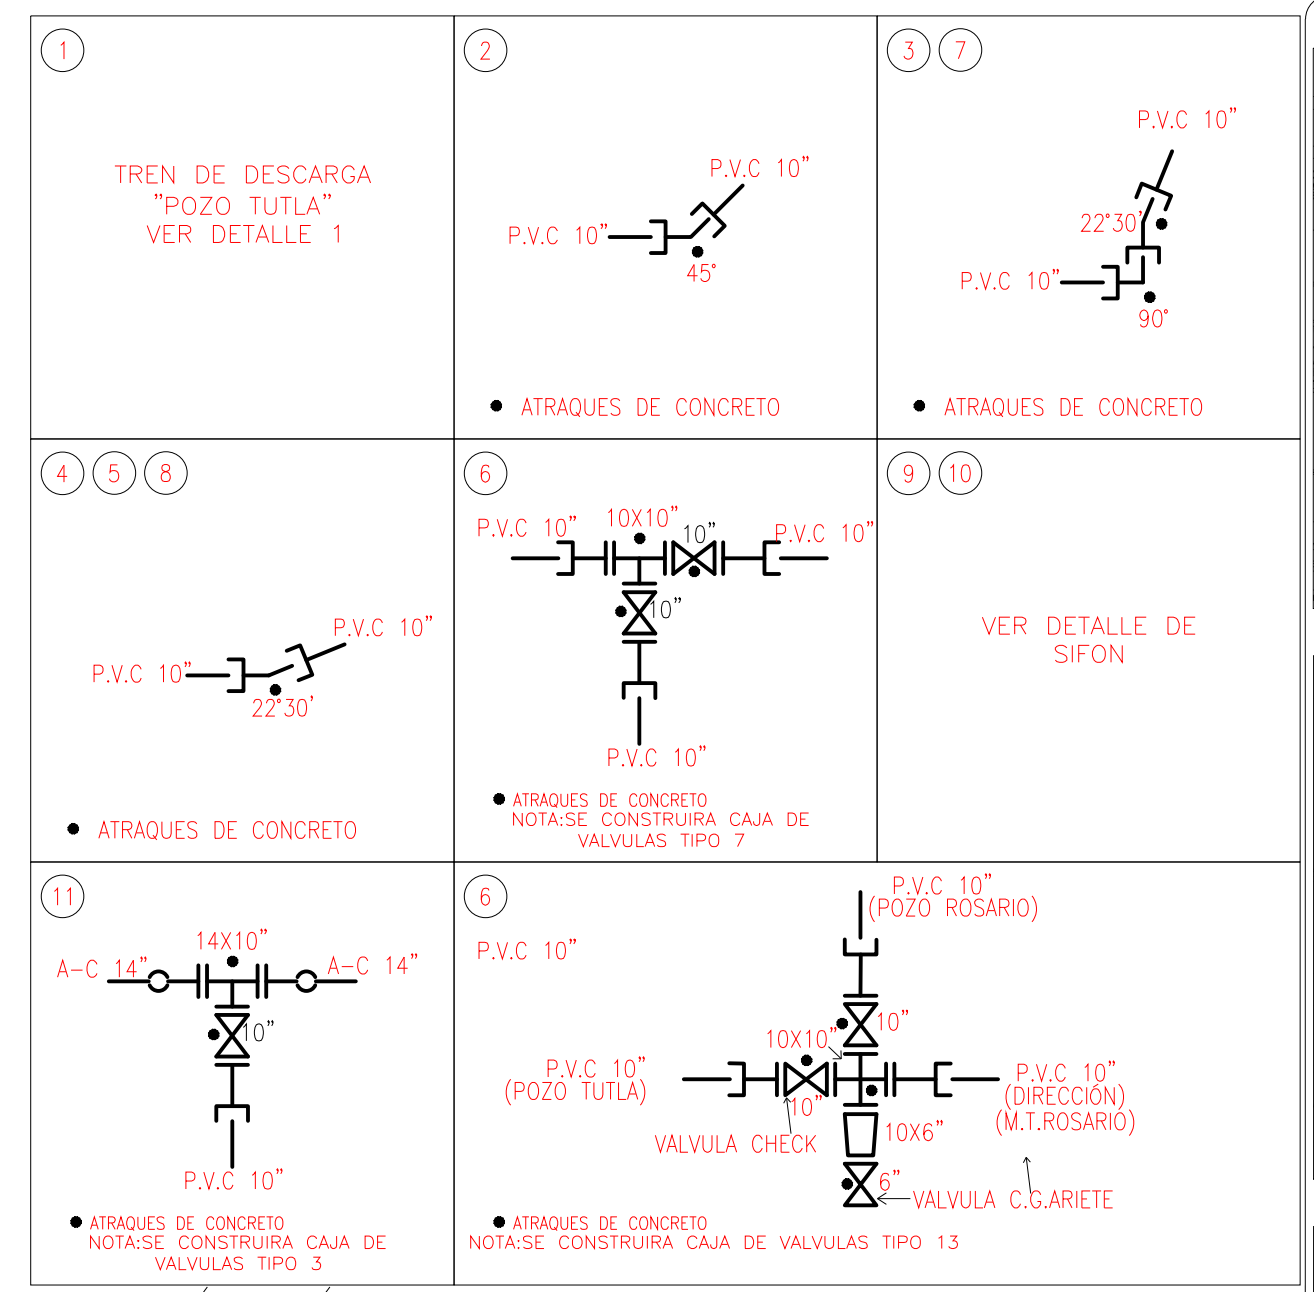 1
TREN DE DESCARGA
"POZO TUTLA"
VER DETALLE 1
2
P.V.C 10"
P.V.C 10"
45°
ATRAQUES DE CONCRETO
3 7
P.V.C 10"
22°30'
P.V.C 10"
90°
ATRAQUES DE CONCRETO
4 5 8
P.V.C 10"
P.V.C 10"
22°30'
ATRAQUES DE CONCRETO
6
P.V.C 10" 10X10" 10" P.V.C 10"
10"
P.V.C 10"
ATRAQUES DE CONCRETO
NOTA:SE CONSTRUIRA CAJA DE
VALVULAS TIPO 7
9 10
VER DETALLE DE
SIFON
11
14X10"
A-C 14" A-C 14"
10"
P.V.C 10"
ATRAQUES DE CONCRETO
NOTA:SE CONSTRUIRA CAJA DE
VALVULAS TIPO 3
6
P.V.C 10"
(POZO ROSARIO)
P.V.C 10"
10"
10X10"
P.V.C 10"
(POZO TUTLA)
P.V.C 10"
(DIRECCIÓN)
(M.T.ROSARIO)
10"
VALVULA CHECK
10X6"
6"
VALVULA C.G.ARIETE
ATRAQUES DE CONCRETO
NOTA:SE CONSTRUIRA CAJA DE VALVULAS TIPO 13